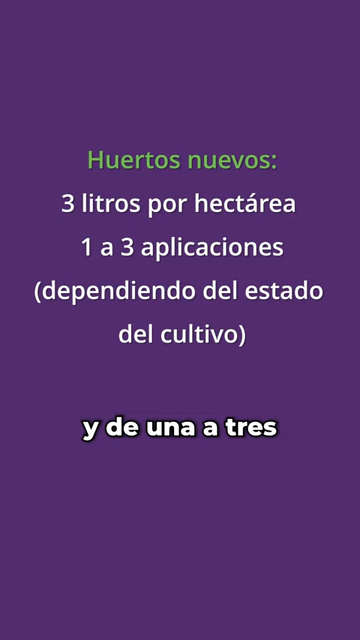 Huertos nuevos:
3 litros por hectárea
1 a 3 aplicaciones
(dependiendo del estado
del cultivo)
y de una a tres